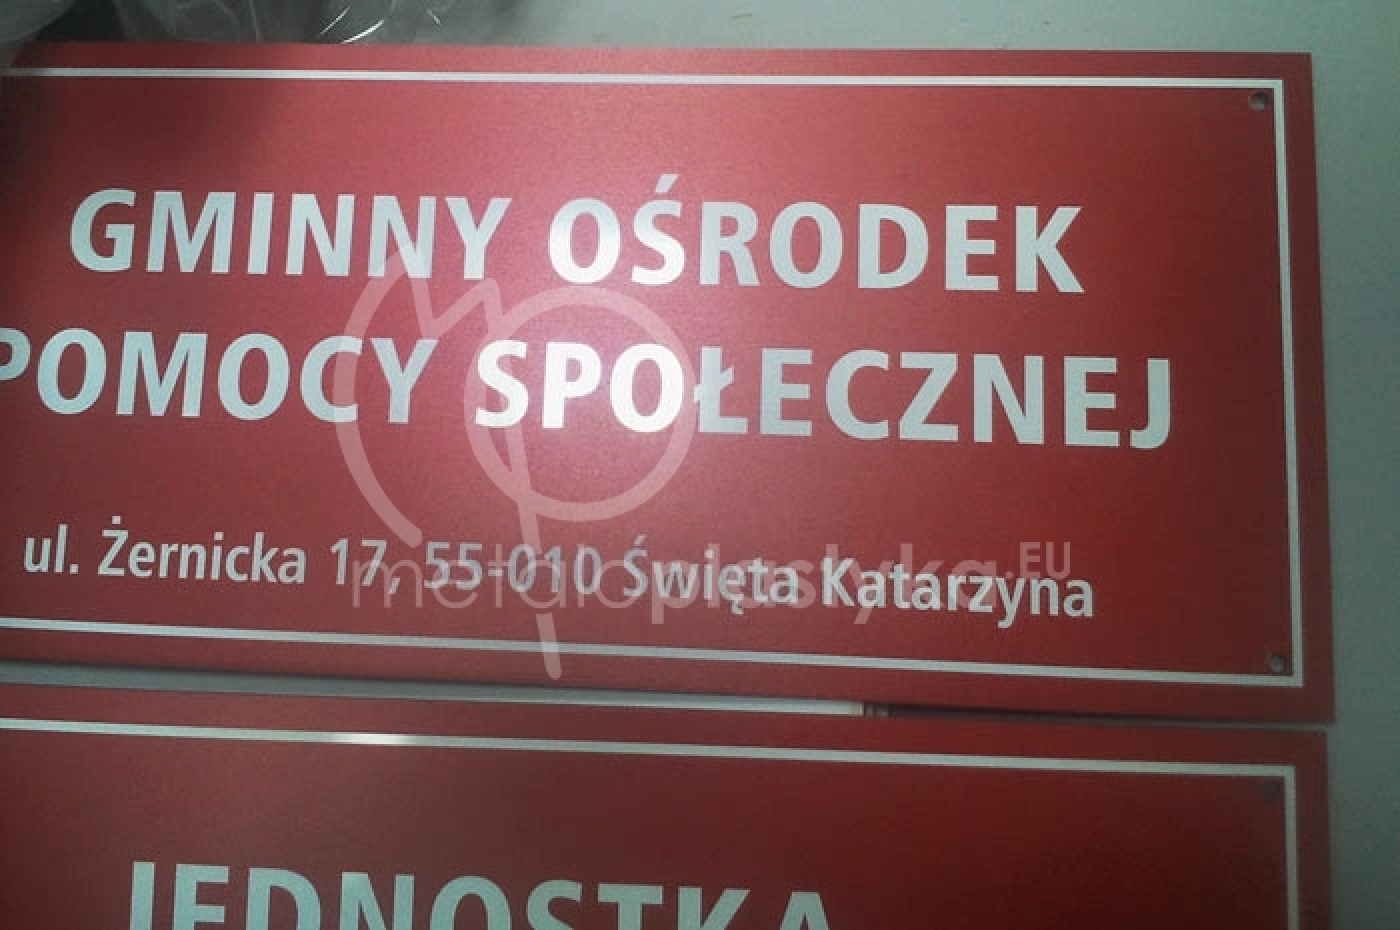 GMINNY OŚRODEK
POMOCY SPOŁECZNEJ
ul. Żernicka 17, 55-010 Święta Katarzyna
metaloplastyka.EU
JEDNOSTKA